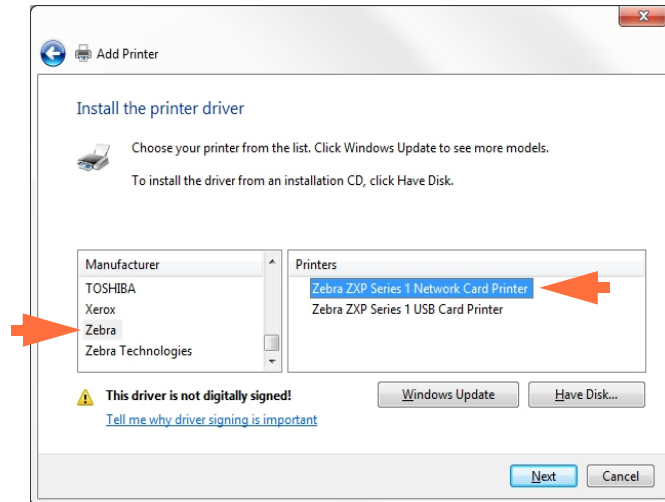 Add Printer
Install the printer driver
Choose your printer from the list. Click Windows Update to see more models.
To install the driver from an installation CD, click Have Disk.
Manufacturer
TOSHIBA
Xerox
Zebra
Zebra Technologies
Printers
Zebra ZXP Series 1 Network Card Printer
Zebra ZXP Series 1 USB Card Printer
This driver is not digitally signed!
Tell me why driver signing is important
Windows Update
Have Disk...
Next
Cancel